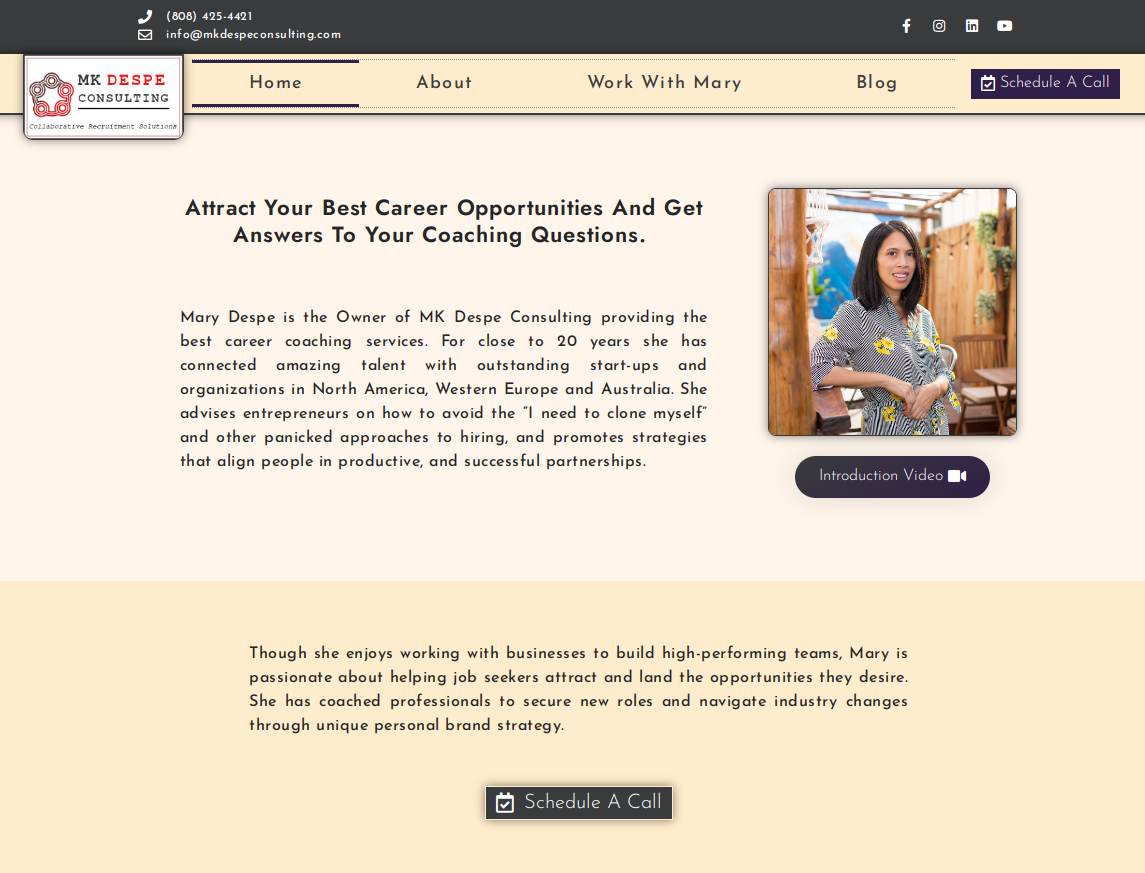 (808) 425-4421
info@mkdespeconsulting.com
MK DESPE
CONSULTING
Collaborative Recruitment Solutions
Home
About
Work With Mary
Blog
Schedule A Call
Attract Your Best Career Opportunities And Get
Answers To Your Coaching Questions.
Mary Despe is the Owner of MK Despe Consulting providing the
best career coaching services. For close to 20 years she has
connected amazing talent with outstanding start-ups and
organizations in North America, Western Europe and Australia. She
advises entrepreneurs on how to avoid the “I need to clone myself”
and other panicked approaches to hiring, and promotes strategies
that align people in productive, and successful partnerships.
Introduction Video
Though she enjoys working with businesses to build high-performing teams, Mary is
passionate about helping job seekers attract and land the opportunities they desire.
She has coached professionals to secure new roles and navigate industry changes
through unique personal brand strategy.
Schedule A Call